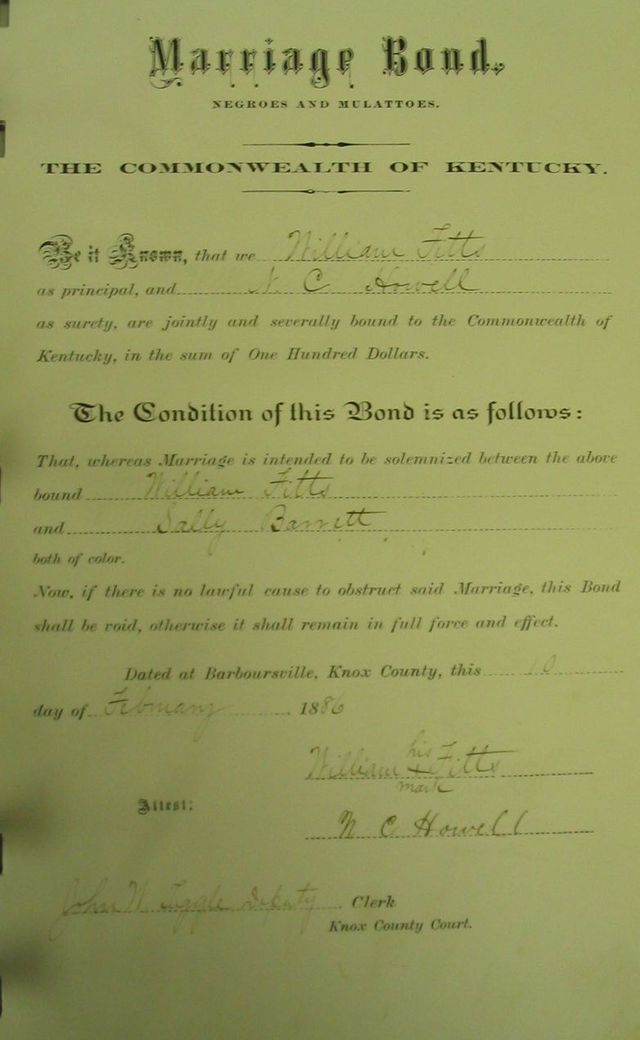 Marriage Bond.
NEGROES AND MULATTOES.
THE COMMONWEALTH OF KENTUCKY.
Be it Known, that we William Fitts
as principal, and N C Howell
as surety, are jointly and severally bound to the Commonwealth of
Kentucky, in the sum of One Hundred Dollars.
The Condition of this Bond is as follows:
That, whereas Marriage is intended to be solemnized between the above
bound William Fitts
and Sally Barrett
both of color.
Now, if there is no lawful cause to obstruct said Marriage, this Bond
shall be void, otherwise it shall remain in full force and effect.
Dated at Barboursville, Knox County, this 10
day of February 1886
his
William + Fitts
mark
Attest:
N C Howell
John W Tuggle Deputy Clerk
Knox County Court.